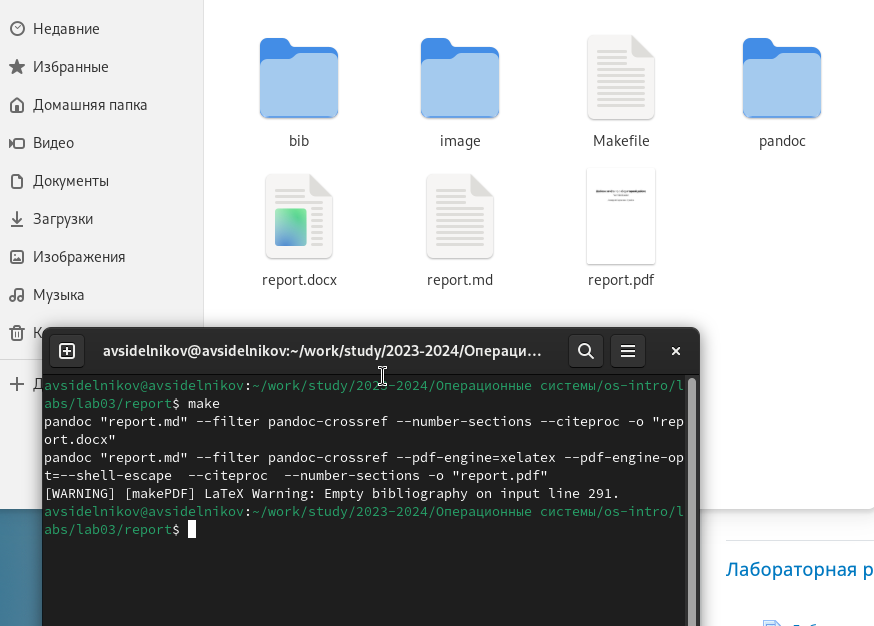 Недавние
Избранные
Домашняя папка
Видео
Документы
Загрузки
Изображения
Музыка
bib
image
Makefile
pandoc
report.docx
report.md
report.pdf
avsidelnikov@avsidelnikov:~/work/study/2023-2024/Операци...
avsidelnikov@avsidelnikov:~/work/study/2023-2024/Операционные системы/os-intro/l
abs/lab03/report$ make
pandoc "report.md" --filter pandoc-crossref --number-sections --citeproc -o "rep
ort.docx"
pandoc "report.md" --filter pandoc-crossref --pdf-engine=xelatex --pdf-engine-op
t=--shell-escape  --citeproc  --number-sections -o "report.pdf"
[WARNING] [makePDF] LaTeX Warning: Empty bibliography on input line 291.
avsidelnikov@avsidelnikov:~/work/study/2023-2024/Операционные системы/os-intro/l
abs/lab03/report$
Лабораторная р